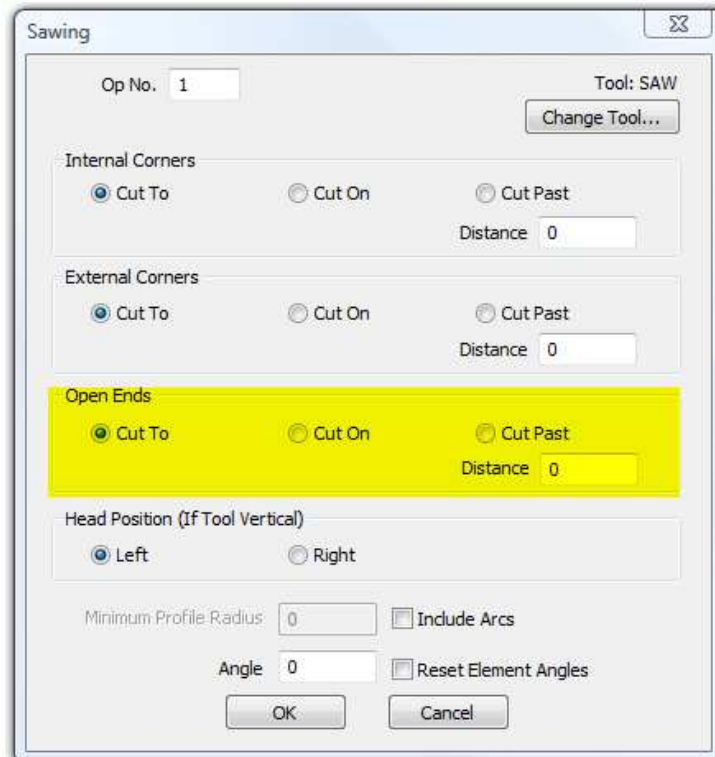 Sawing
Op No. 1
Tool: SAW
Change Tool...
Internal Corners
Cut To Cut On Cut Past
Distance 0
External Corners
Cut To Cut On Cut Past
Distance 0
Open Ends
Cut To Cut On Cut Past
Distance 0
Head Position (If Tool Vertical)
Left Right
Minimum Profile Radius 0 Include Arcs
Angle 0 Reset Element Angles
OK Cancel